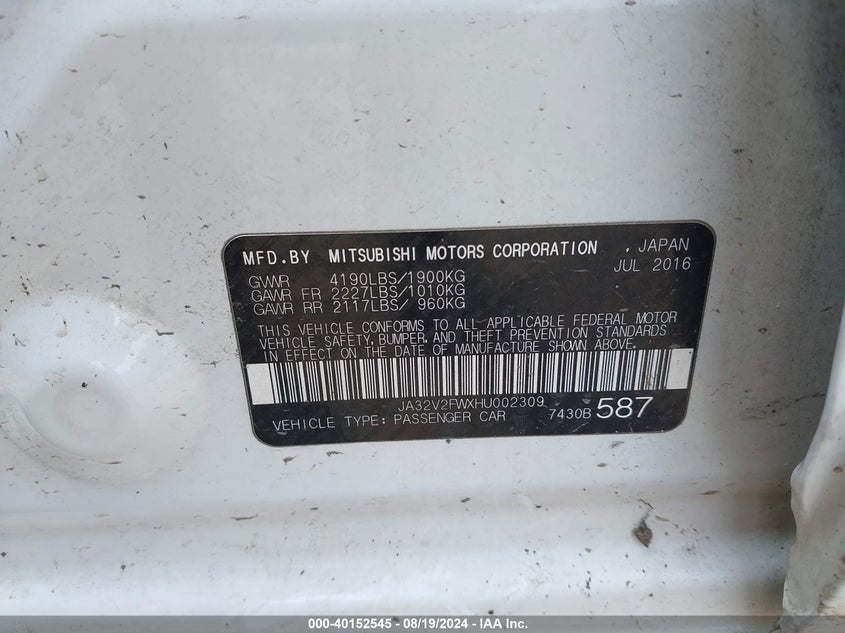 MFD.BY MITSUBISHI MOTORS CORPORATION , JAPAN
JUL 2016
GVWR 4190LBS/1900KG
GAWR FR 2227LBS/1010KG
GAWR RR 2117LBS/ 960KG
THIS VEHICLE CONFORMS TO ALL APPLICABLE FEDERAL MOTOR
VEHICLE SAFETY, BUMPER, AND THEFT PREVENTION STANDARDS
IN EFFECT ON THE DATE OF MANUFACTURE SHOWN ABOVE.
JA32V2FWXHU002309
VEHICLE TYPE: PASSENGER CAR 7430B 587
000-40152545 - 08/19/2024 - IAA Inc.